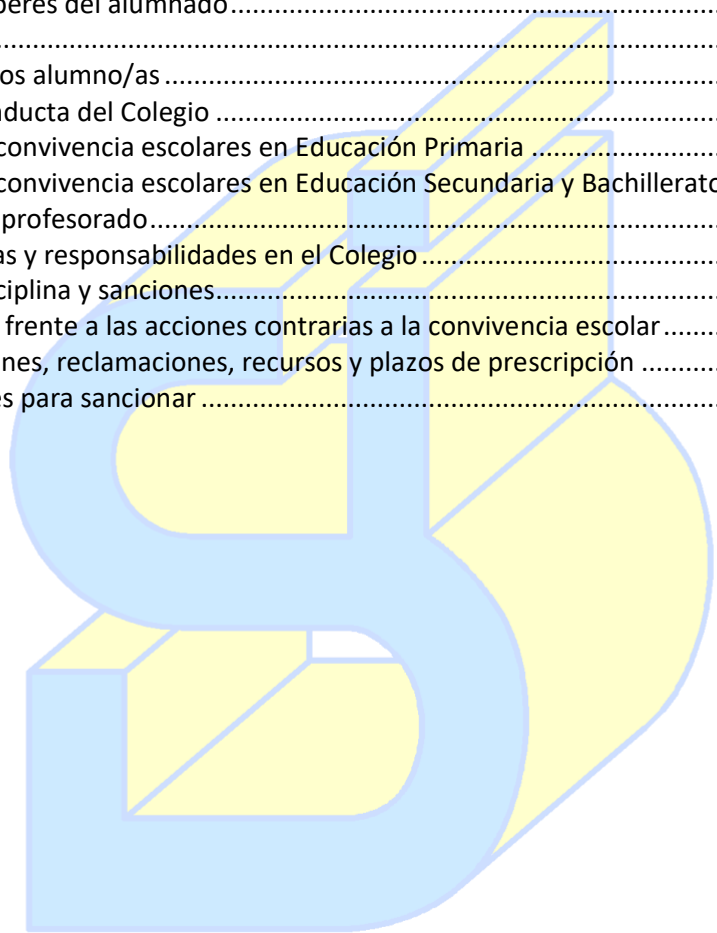 beres del alumnado....................................................................................
....................................................................................................................
os alumno/as..............................................................................................
nducta del Colegio .....................................................................................
convivencia escolares en Educación Primaria .............................
convivencia escolares en Educación Secundaria y Bachillerato
profesorado................................................................................................
as y responsabilidades en el Colegio................................................
ciplina y sanciones....................................................................................
frente a las acciones contrarias a la convivencia escolar........
nes, reclamaciones, recursos y plazos de prescripción ............
es para sancionar ......................................................................................